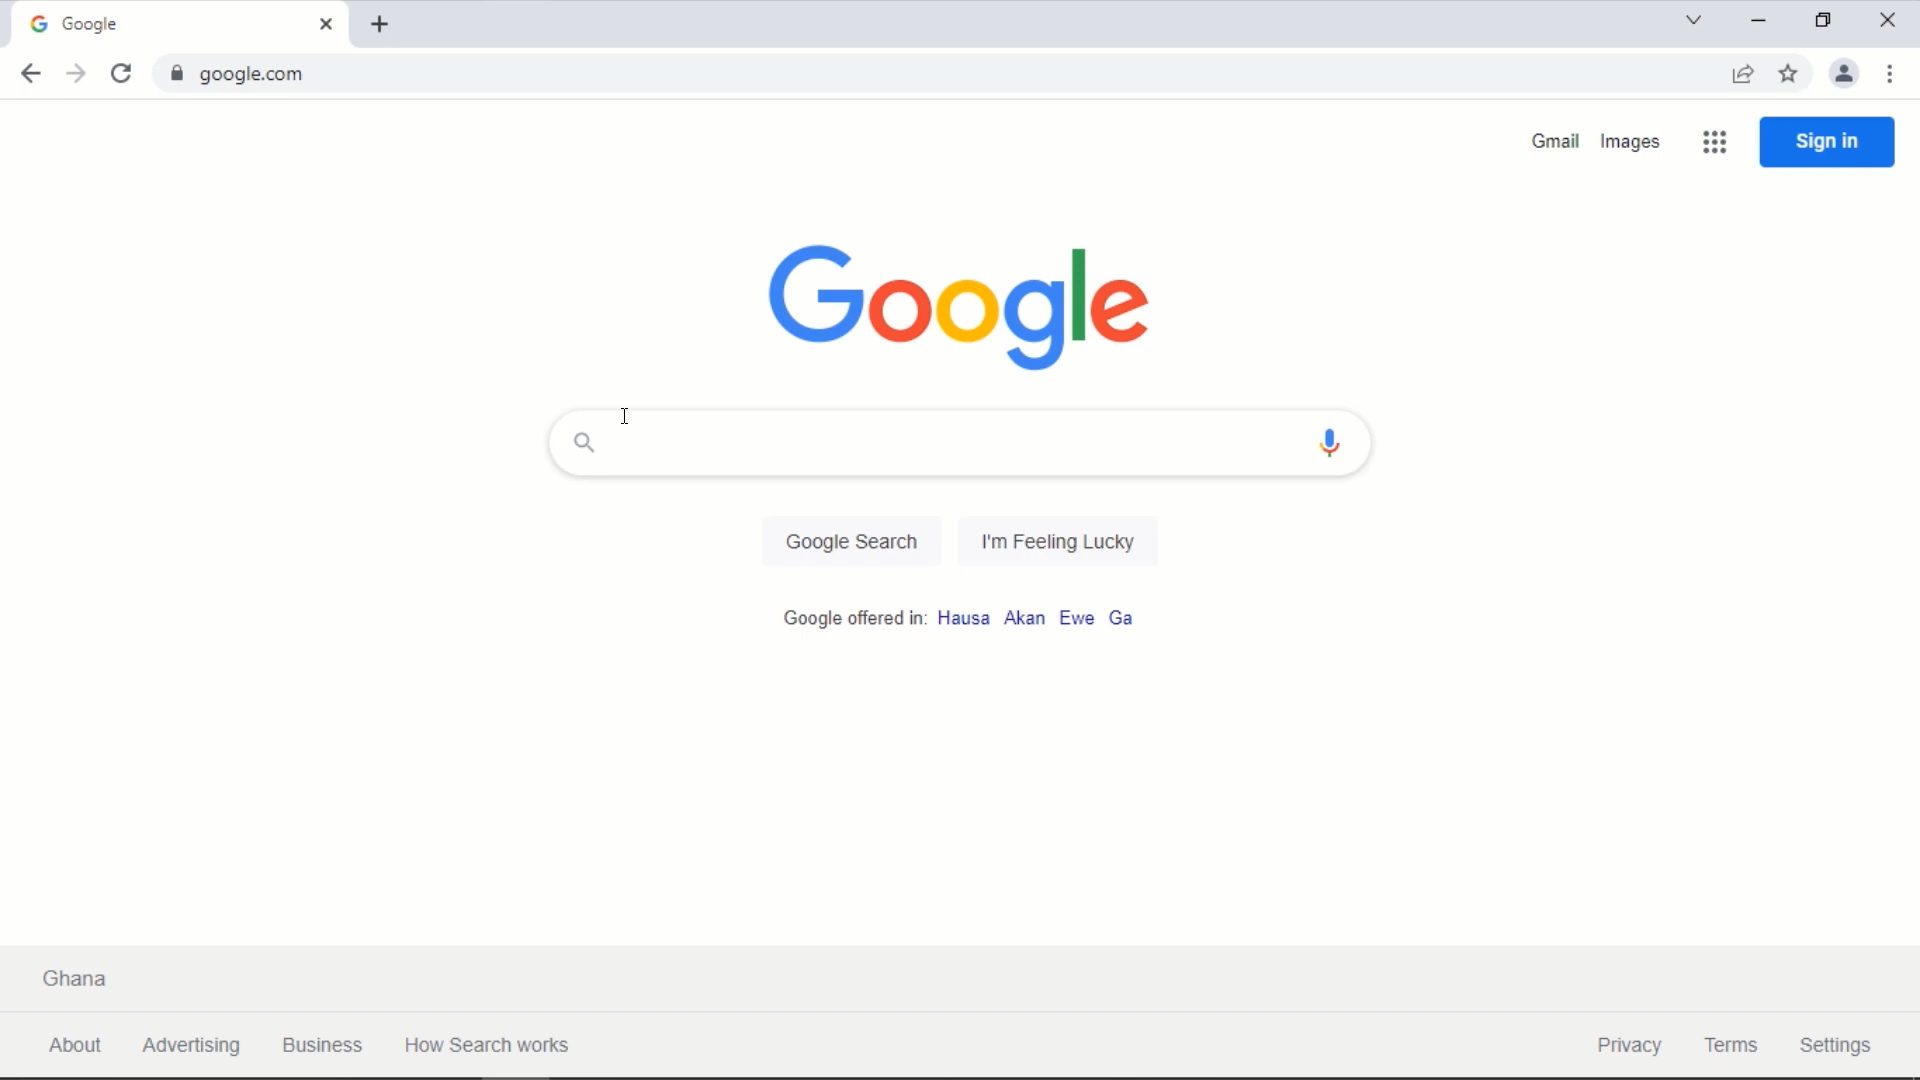 Google
google.com
Gmail Images Sign in
Google
Google Search I'm Feeling Lucky
Google offered in: Hausa Akan Ewe Ga
Ghana
About Advertising Business How Search works Privacy Terms Settings